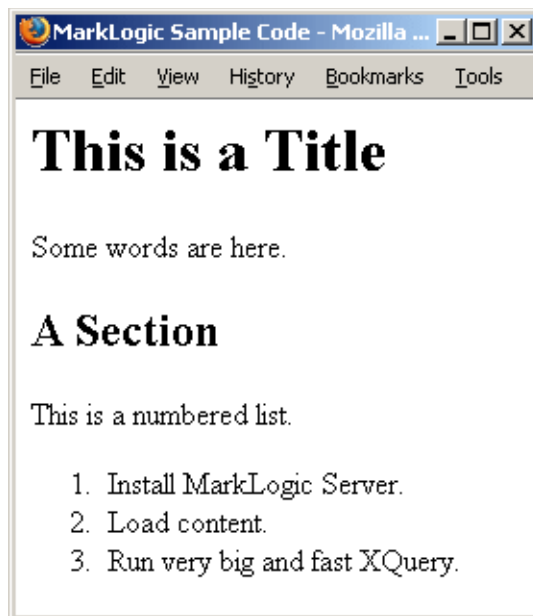 MarkLogic Sample Code - Mozilla ...
File Edit View History Bookmarks Tools
This is a Title
Some words are here.
A Section
This is a numbered list.
1. Install MarkLogic Server.
2. Load content.
3. Run very big and fast XQuery.